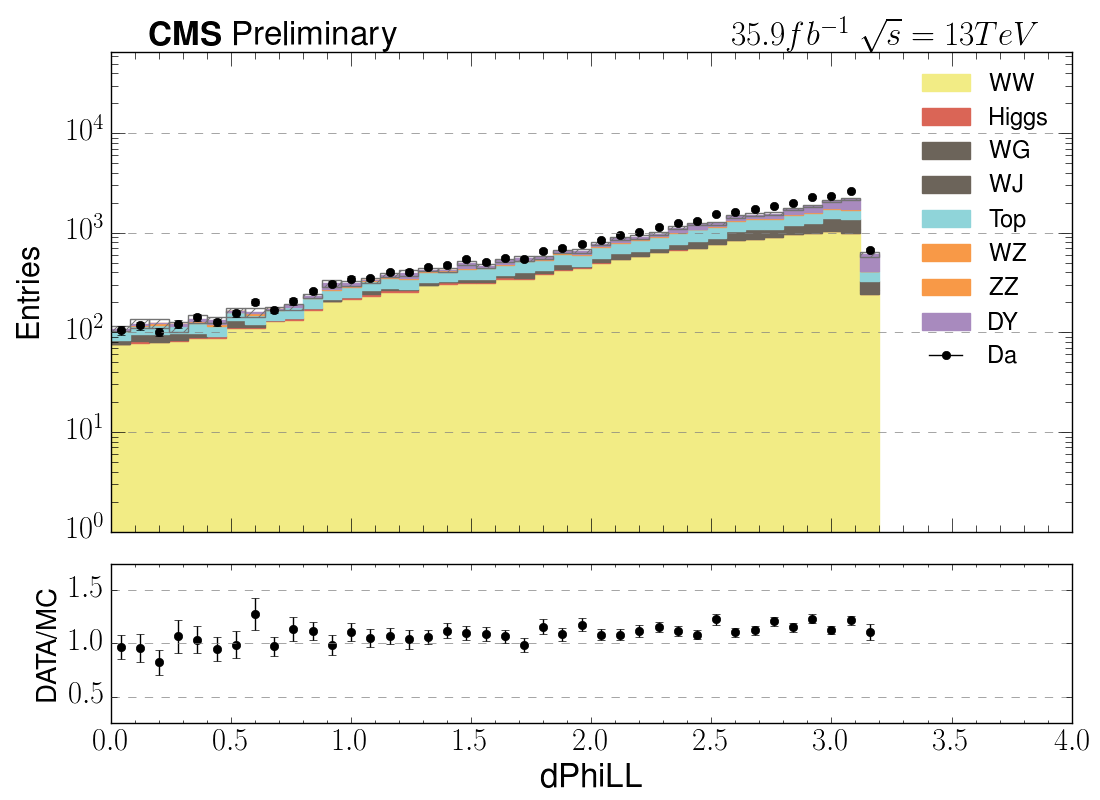 CMS Preliminary
35.9fb⁻¹ √s = 13TeV
Entries
10⁴
10³
10²
10¹
10⁰
WW
Higgs
WG
WJ
Top
WZ
ZZ
DY
Da
DATA/MC
1.5
1.0
0.5
0.0 0.5 1.0 1.5 2.0 2.5 3.0 3.5 4.0
dPhiLL